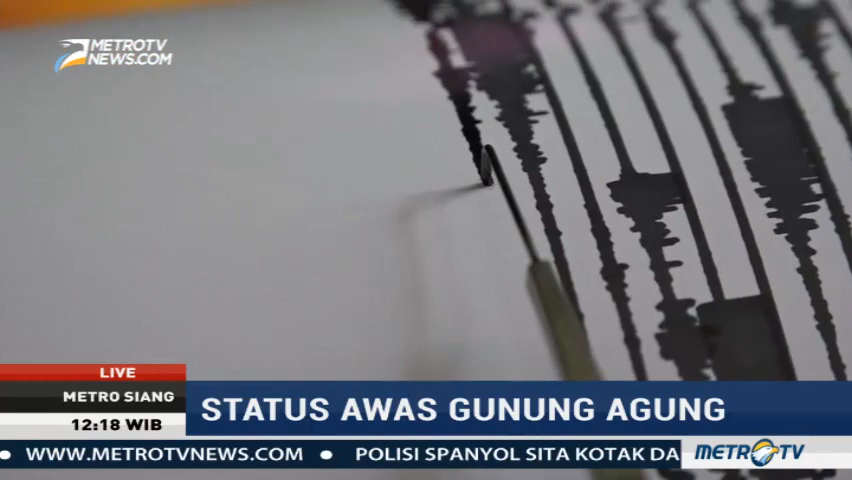 METROTV
NEWS.COM
LIVE
METRO SIANG
12:18 WIB
STATUS AWAS GUNUNG AGUNG
WWW.METROTVNEWS.COM
POLISI SPANYOL SITA KOTAK DA
METROTV